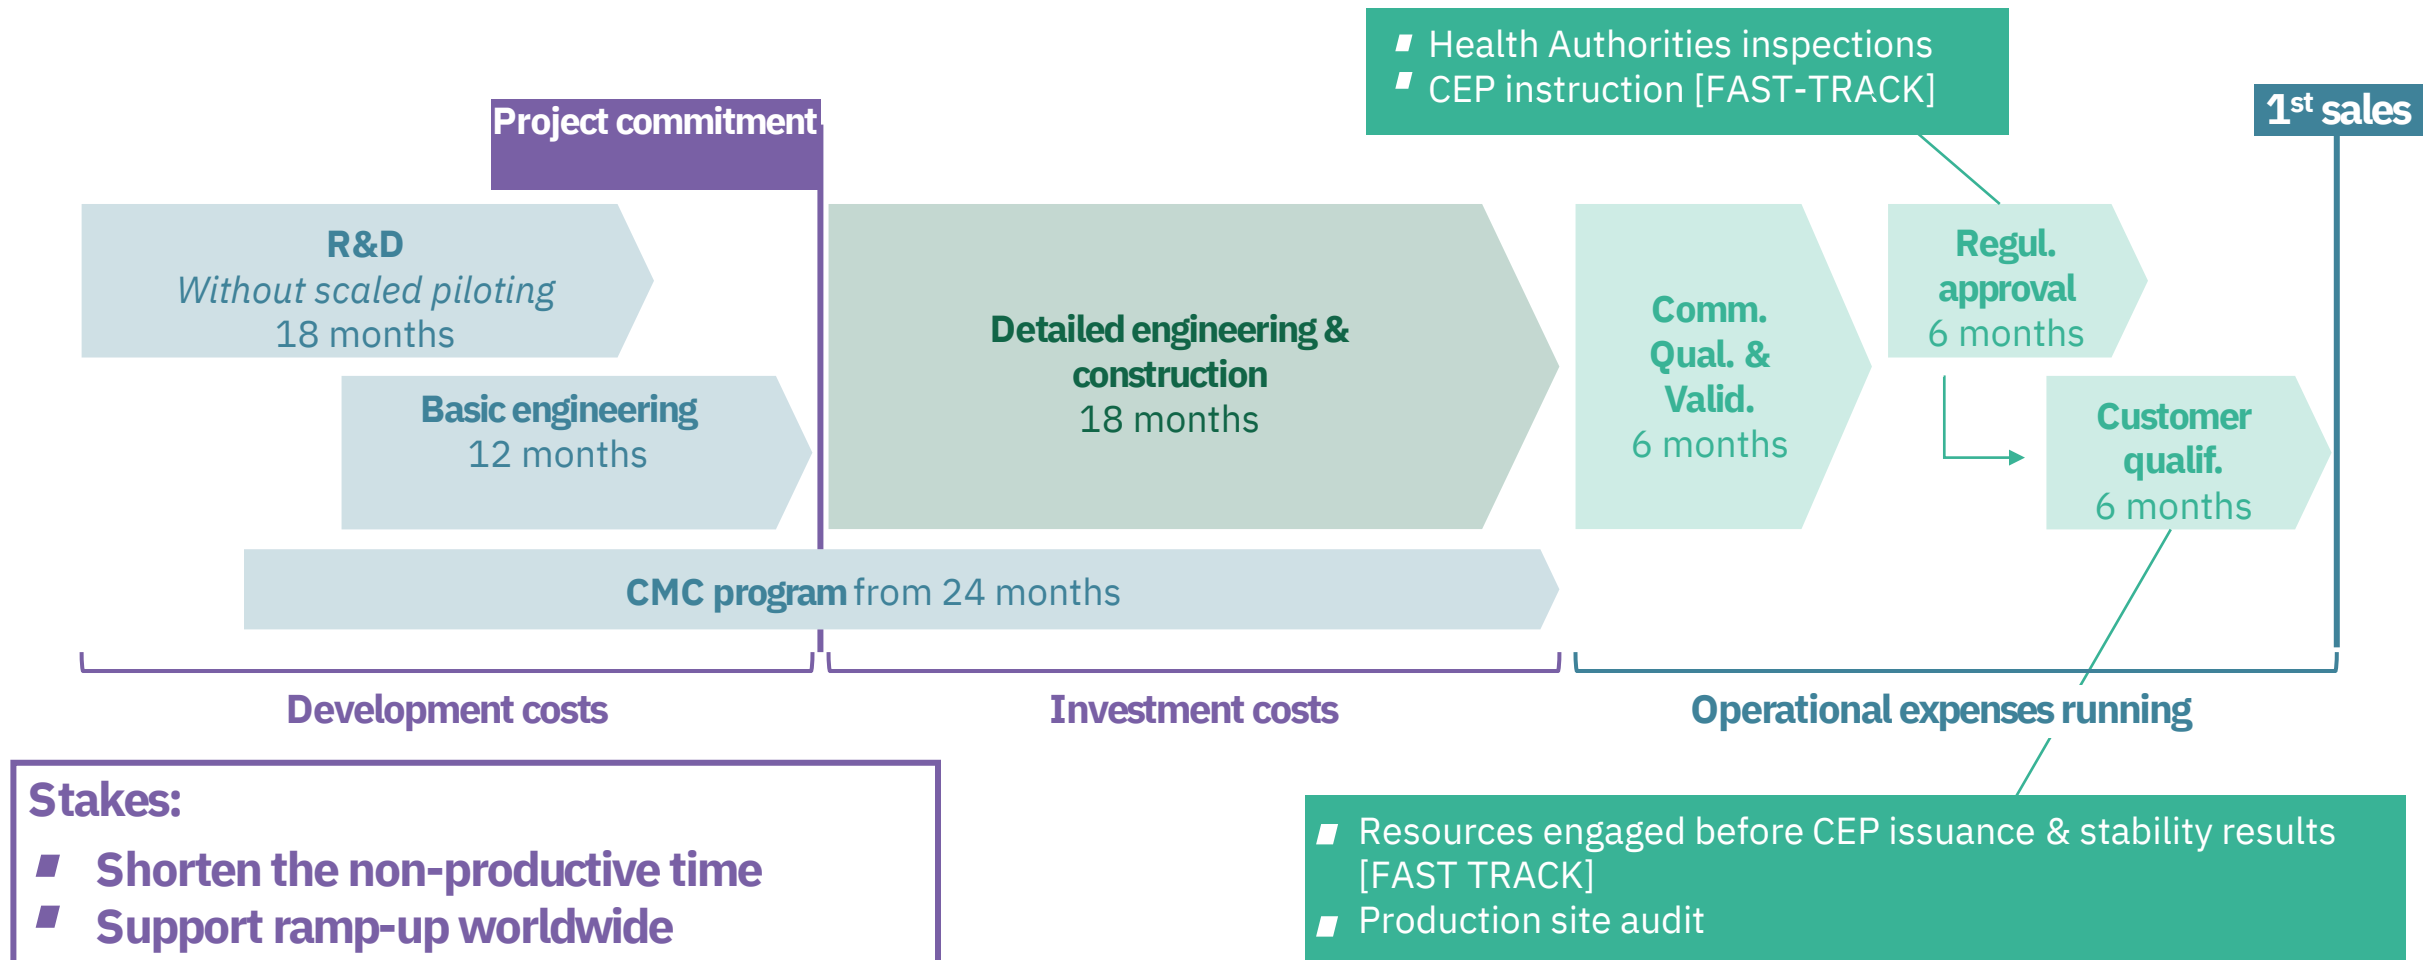 Health Authorities inspections
CEP instruction [FAST-TRACK]
Project commitment
1st sales
R&D
Without scaled piloting
18 months
Basic engineering
12 months
Detailed engineering &
construction
18 months
Comm.
Qual. &
Valid.
6 months
Regul.
approval
6 months
Customer
qualif.
6 months
CMC program from 24 months
Development costs
Investment costs
Operational expenses running
Stakes:
Shorten the non-productive time
Support ramp-up worldwide
Resources engaged before CEP issuance & stability results
[FAST TRACK]
Production site audit